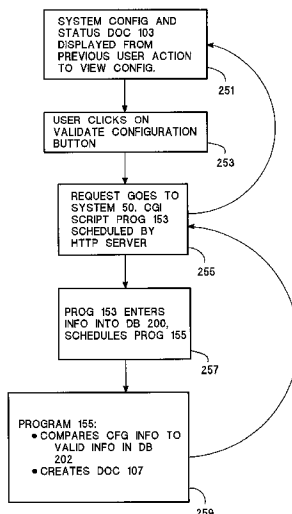 SYSTEM CONFIG AND
STATUS DOC 103
DISPLAYED FROM
PREVIOUS USER ACTION
TO VIEW CONFIG.
251
USER CLICKS ON
VALIDATE CONFIGURATION
BUTTON
253
REQUEST GOES TO
SYSTEM 50. CGI
SCRIPT PROG 153
SCHEDULED BY
HTTP SERVER
255
PROG 153 ENTERS
INFO INTO DB 200,
SCHEDULES PROG 155
257
PROGRAM 155:
• COMPARES CFG INFO TO
VALID INFO IN DB
202
• CREATES DOC 107
259